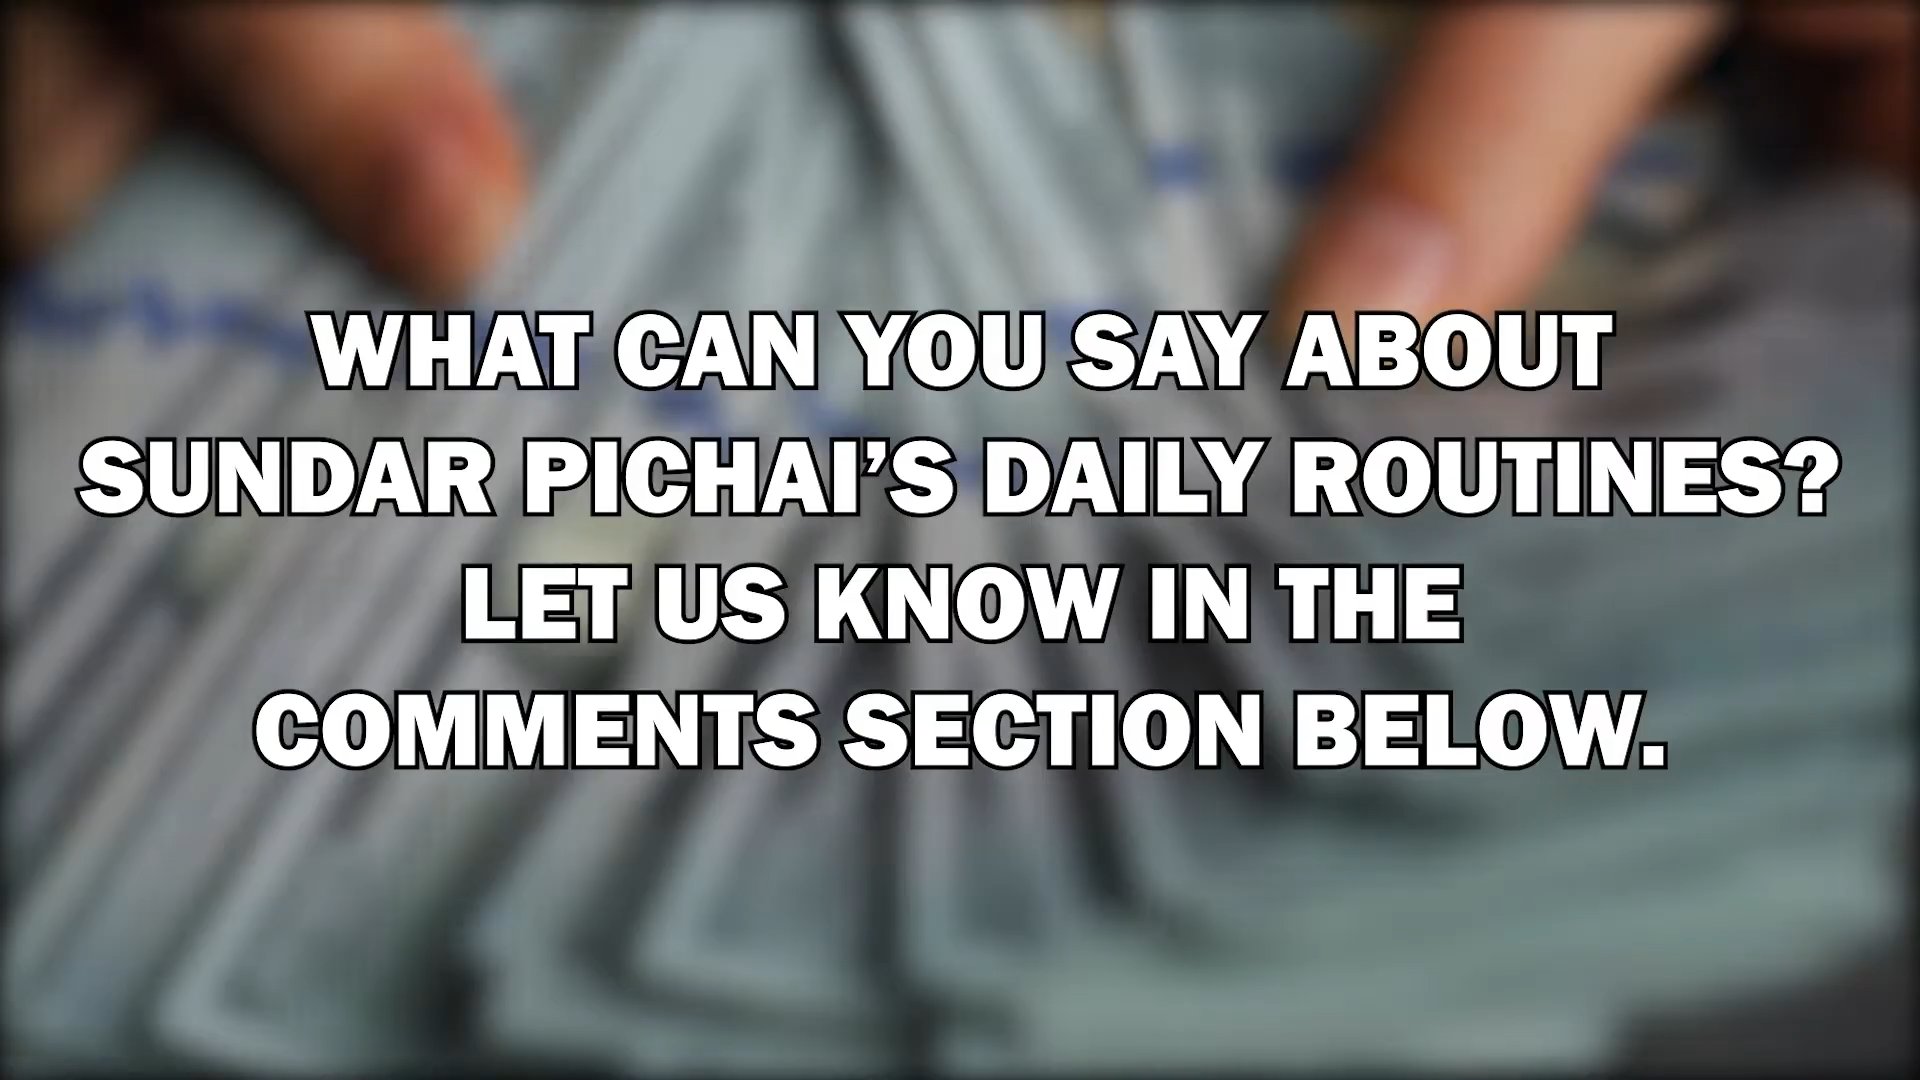 WHAT CAN YOU SAY ABOUT
SUNDAR PICHAI’S DAILY ROUTINES?
LET US KNOW IN THE
COMMENTS SECTION BELOW.